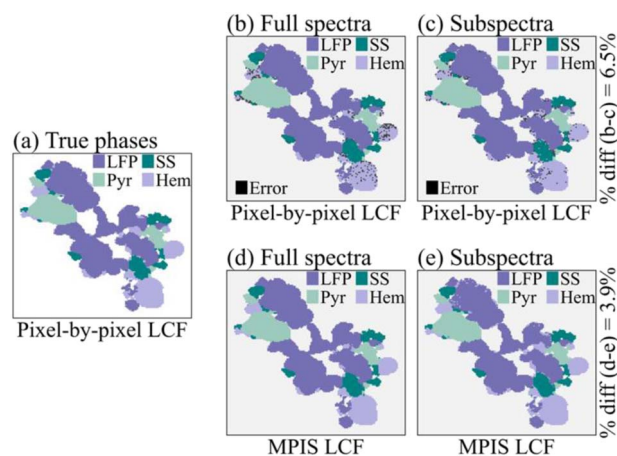 (a) True phases
LFP SS
Pyr Hem
Pixel-by-pixel LCF
(b) Full spectra
LFP SS
Pyr Hem
Error
Pixel-by-pixel LCF
(c) Subspectra
LFP SS
Pyr Hem
Error
Pixel-by-pixel LCF
% diff (b-c) = 6.5%
(d) Full spectra
LFP SS
Pyr Hem
MPIS LCF
(e) Subspectra
LFP SS
Pyr Hem
MPIS LCF
% diff (d-e) = 3.9%